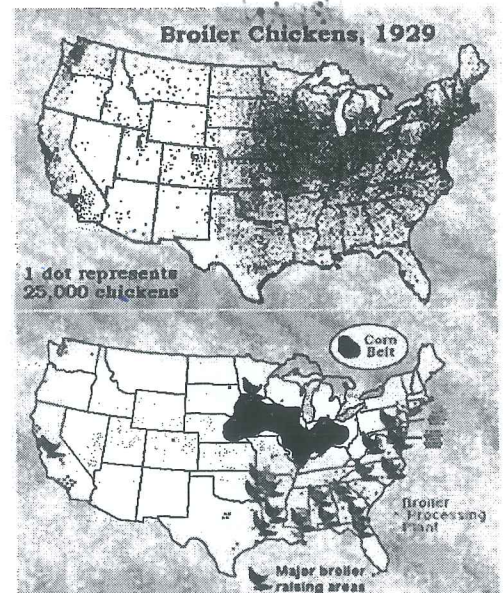 Broiler Chickens, 1929
1 dot represents
25,000 chickens
Corn
Belt
Broiler
Processing
Plant
Major broiler
raising areas